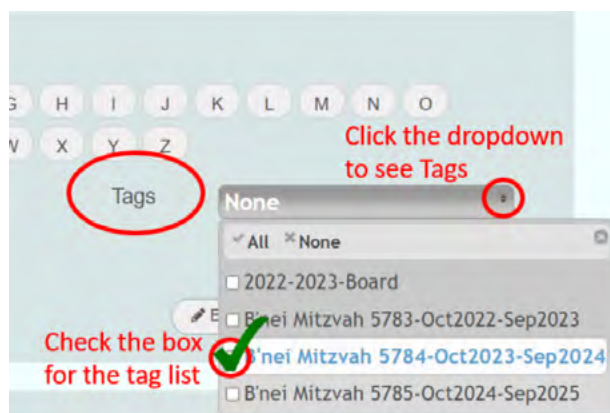 G H I J K L M N O
W X Y Z
Click the dropdown
to see Tags
Tags
None
All None
2022-2023-Board
B'nei Mitzvah 5783-Oct2022-Sep2023
Check the box
for the tag list
B'nei Mitzvah 5784-Oct2023-Sep2024
B'nei Mitzvah 5785-Oct2024-Sep2025